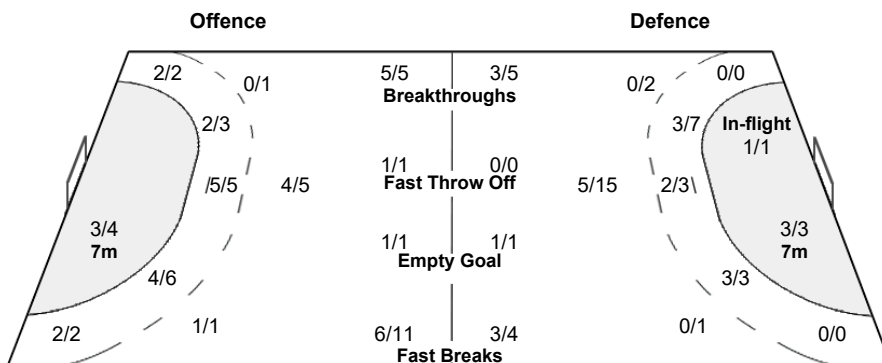 Offence Defence
2/2 0/1 5/5 3/5 0/2 0/0
Breakthroughs
2/3 3/7 In-flight
1/1
1/1 0/0
5/5 4/5 Fast Throw Off 5/15 2/3
3/4 3/3
7m 7m
1/1 1/1
Empty Goal
4/6 3/3
2/2 1/1 6/11 3/4 0/1 0/0
Fast Breaks